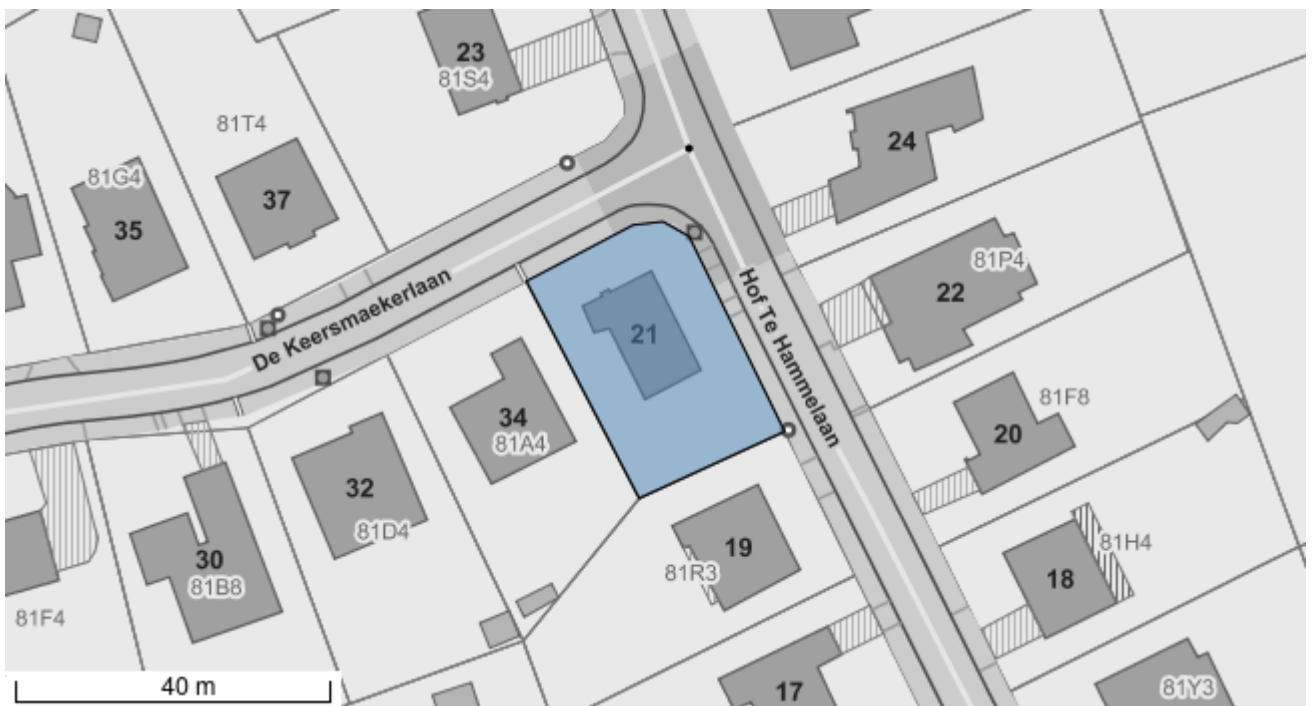 23
81S4
81T4
24
81G4
37
35
81P4
De Keersmaekerlaan
Hof Te Hammelaan
22
21
81F8
34
81A4
20
32
81D4
19
81R3
81H4
30
81B8
18
81F4
40 m
17
81Y3